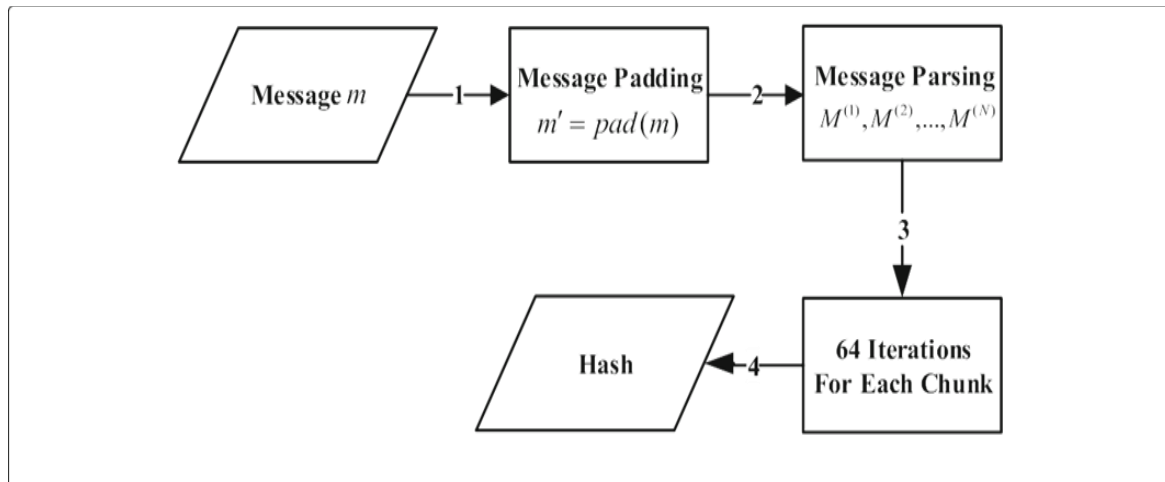 Message m
1
Message Padding
m′ = pad(m)
2
Message Parsing
M⁽¹⁾, M⁽²⁾,..., M⁽ᴺ⁾
3
64 Iterations
For Each Chunk
4
Hash